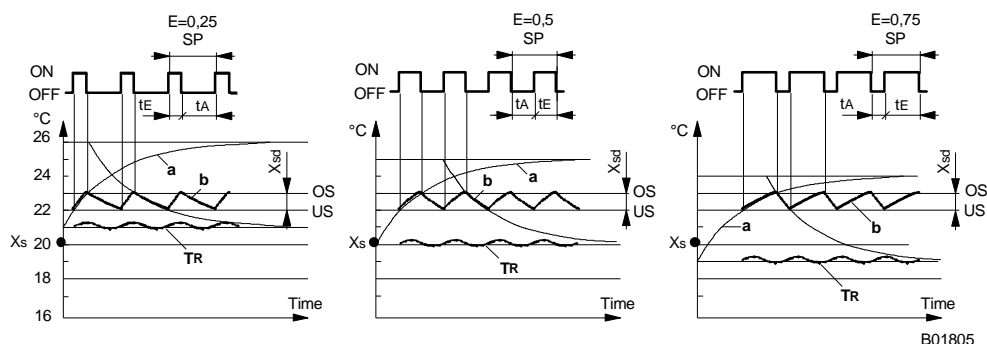 E=0,25
SP
ON
OFF
tE
tA
°C
26
24
22
20
18
16
Xs
a
b
Xsd
OS
US
TR
Time
E=0,5
SP
ON
OFF
tA
tE
°C
a
b
Xsd
OS
US
Xs
TR
Time
E=0,75
SP
ON
OFF
tA
tE
°C
a
b
Xsd
OS
US
Xs
TR
Time
B01805